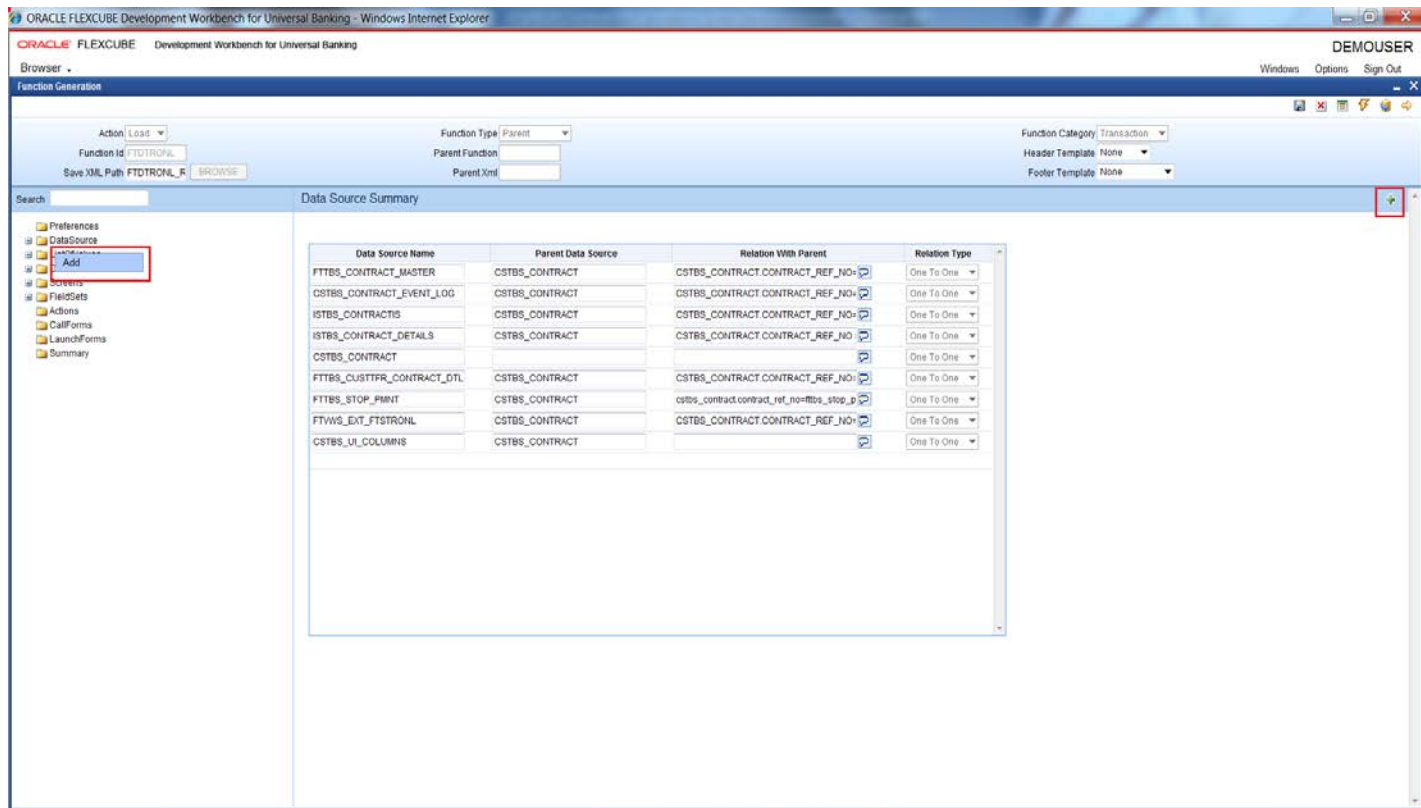 ORACLE FLEXCUBE Development Workbench for Universal Banking - Windows Internet Explorer
ORACLE FLEXCUBE Development Workbench for Universal Banking DEMOUSER
Browser . Windows Options Sign Out
Function Generation
Action Load Function Type Parent Function Category Transaction
Function Id FTDTRONL Parent Function Header Template None
Save XML Path FTDTRONL_R BROWSE Parent Xml Footer Template None
Search Data Source Summary
Preferences
DataSource
Add
Screens
FieldSets
Actions
CallForms
LaunchForms
Summary
Data Source Name Parent Data Source Relation With Parent Relation Type
FTTBS_CONTRACT_MASTER CSTBS_CONTRACT CSTBS_CONTRACT.CONTRACT_REF_NO= One To One
CSTBS_CONTRACT_EVENT_LOG CSTBS_CONTRACT CSTBS_CONTRACT.CONTRACT_REF_NO= One To One
ISTBS_CONTRACTIS CSTBS_CONTRACT CSTBS_CONTRACT.CONTRACT_REF_NO= One To One
ISTBS_CONTRACT_DETAILS CSTBS_CONTRACT CSTBS_CONTRACT.CONTRACT_REF_NO One To One
CSTBS_CONTRACT One To One
FTTBS_CUSTTFR_CONTRACT_DTL CSTBS_CONTRACT CSTBS_CONTRACT.CONTRACT_REF_NO= One To One
FTTBS_STOP_PMNT CSTBS_CONTRACT cstbs_contract.contract_ref_no=fttbs_stop_p One To One
FTVWS_EXT_FTSTRONL CSTBS_CONTRACT CSTBS_CONTRACT.CONTRACT_REF_NO= One To One
CSTBS_UI_COLUMNS CSTBS_CONTRACT One To One